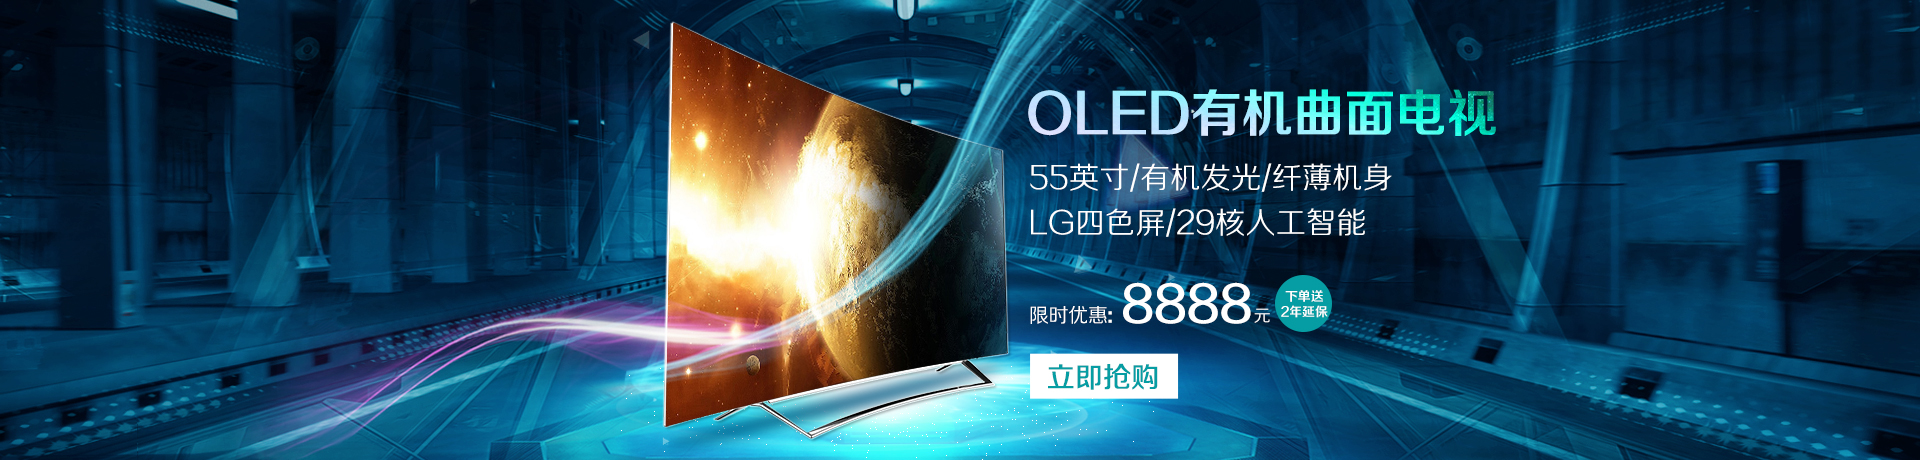 OLED有机曲面电视
55英寸/有机发光/纤薄机身
LG四色屏/29核人工智能
限时优惠: 8888元
下单送
2年延保
立即抢购